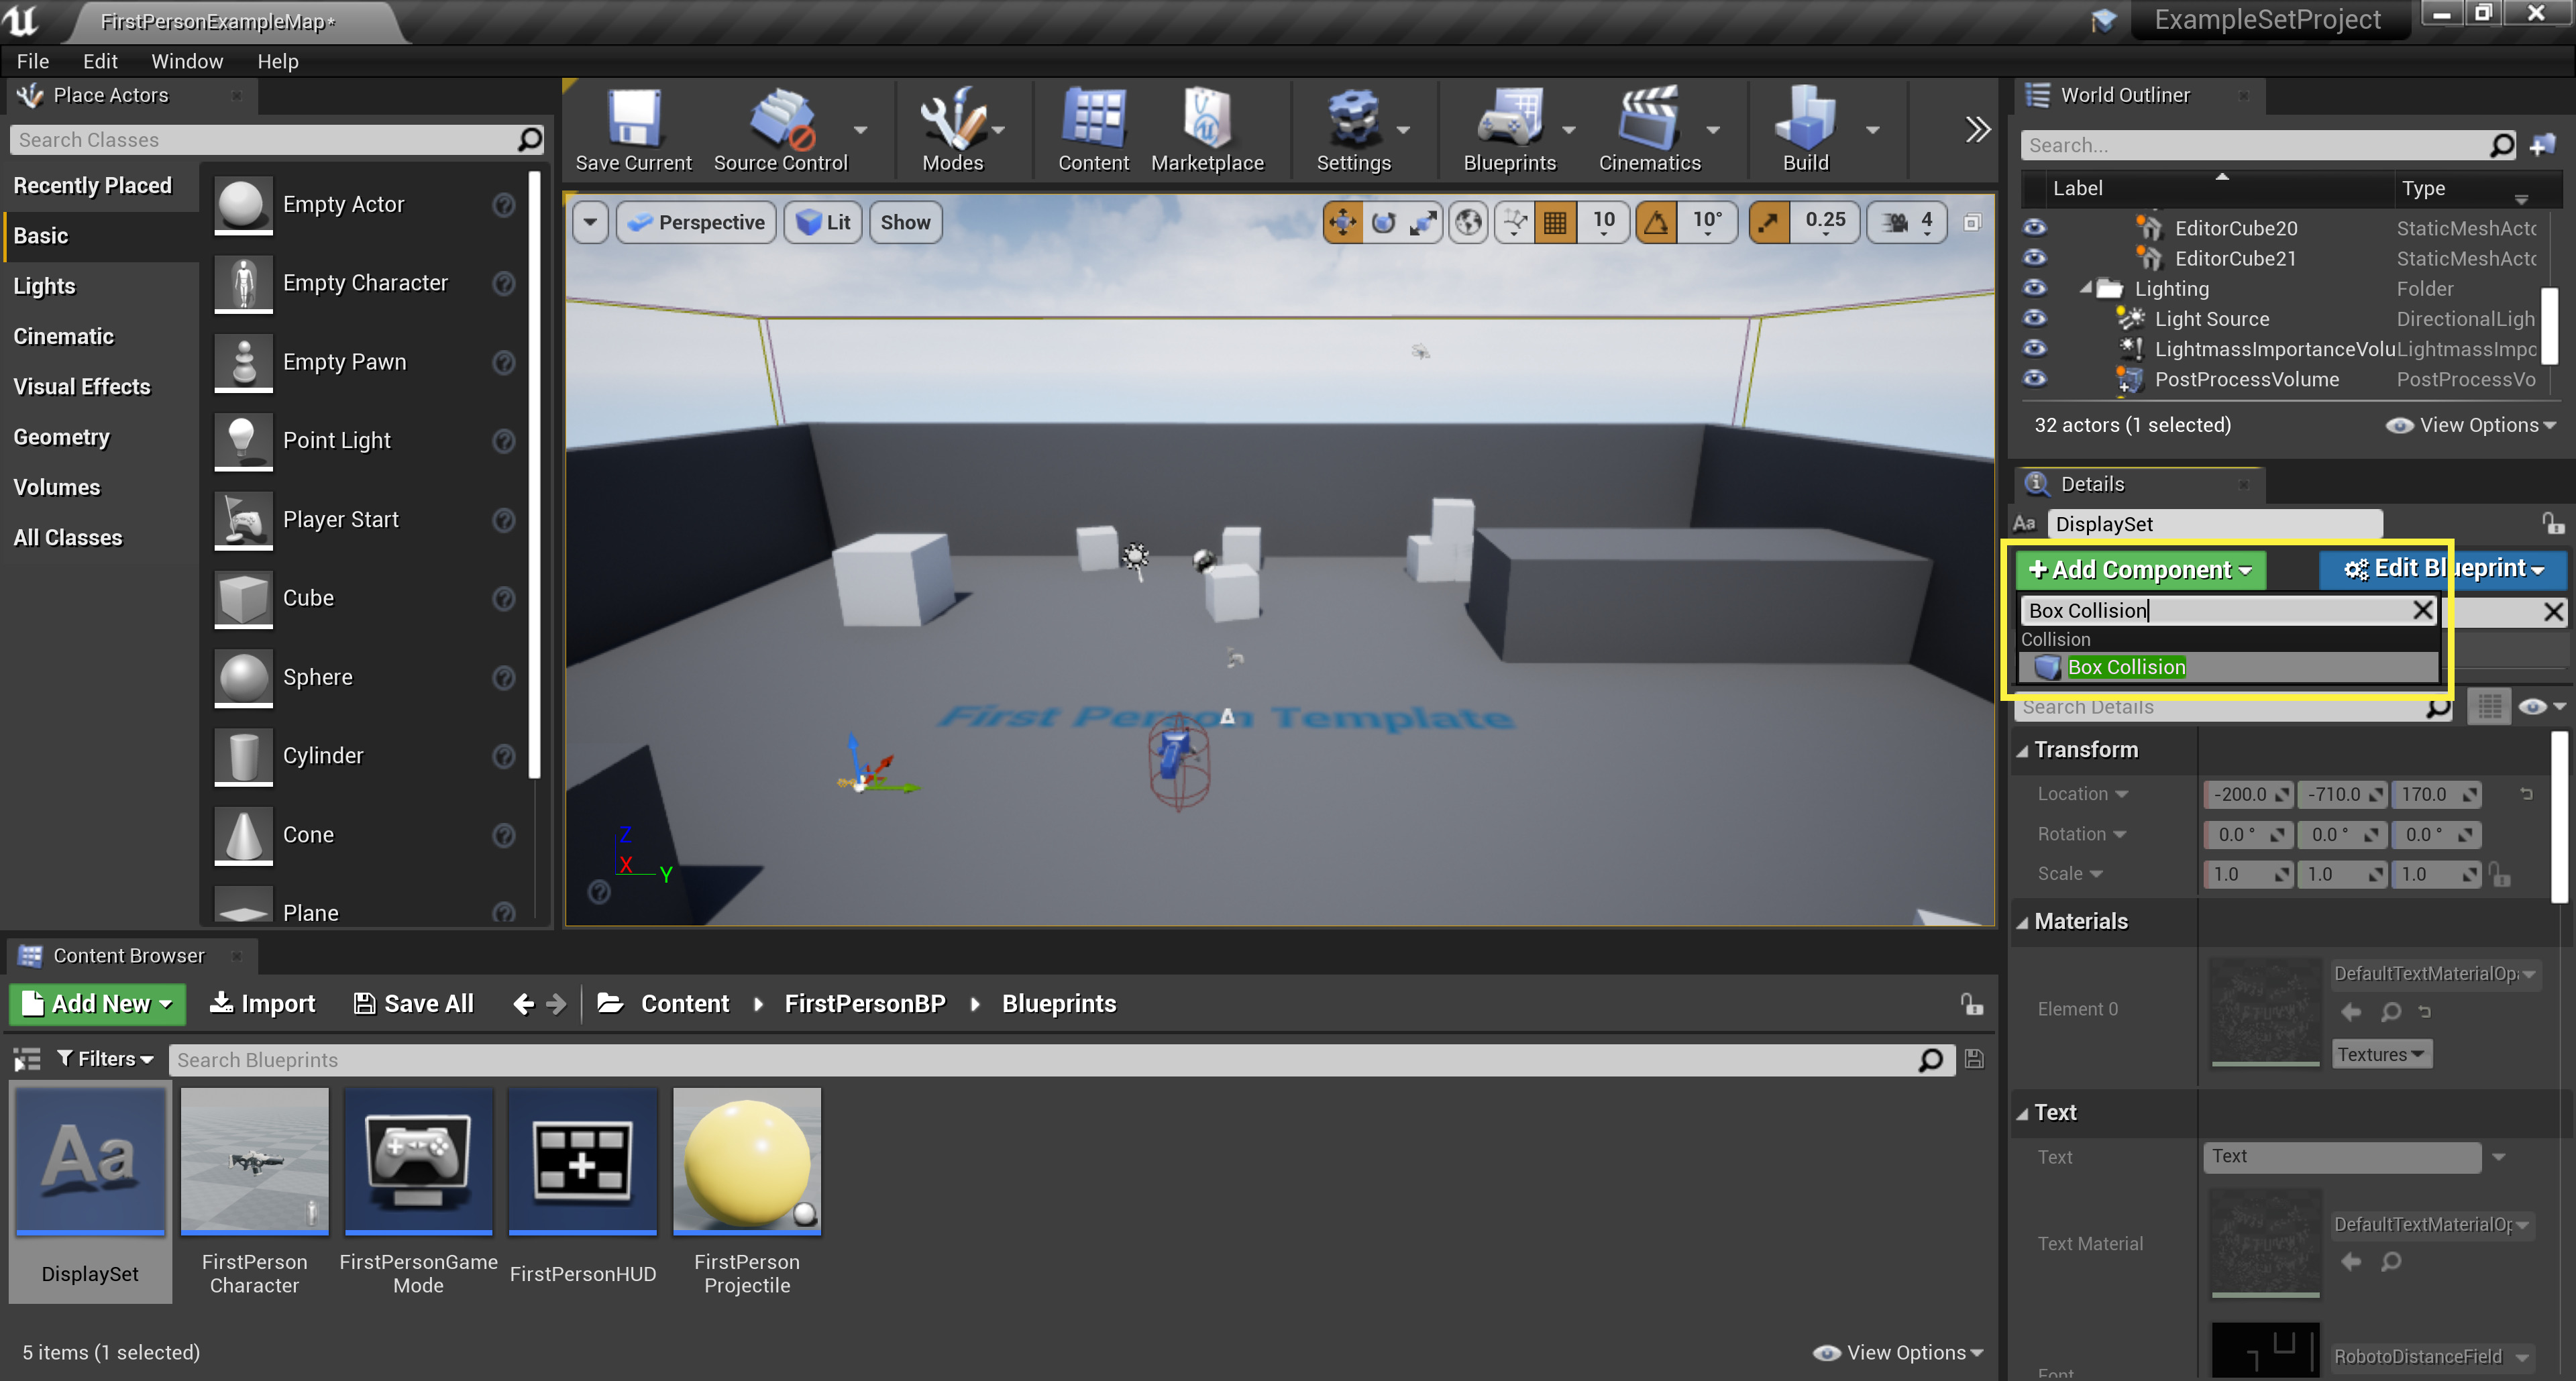 FirstPersonExampleMap*
ExampleSetProject
File Edit Window Help
Place Actors
Search Classes
Recently Placed
Basic
Lights
Cinematic
Visual Effects
Geometry
Volumes
All Classes
Empty Actor
Empty Character
Empty Pawn
Point Light
Player Start
Cube
Sphere
Cylinder
Cone
Plane
Save Current Source Control Modes Content Marketplace Settings Blueprints Cinematics Build
Perspective Lit Show 10 10° 0.25 4
First Person Template
Z
X Y
World Outliner
Search...
Label Type
EditorCube20 StaticMeshActo
EditorCube21 StaticMeshActo
Lighting Folder
Light Source DirectionalLigh
LightmassImportanceVolu LightmassImpo
PostProcessVolume PostProcessVo
32 actors (1 selected) View Options
Details
Aa DisplaySet
+Add Component Edit Blueprint
Box Collision
Collision
Box Collision
Search Details
Transform
Location -200.0 -710.0 170.0
Rotation 0.0 ° 0.0 ° 0.0 °
Scale 1.0 1.0 1.0
Materials
Element 0 DefaultTextMaterialOp
Textures
Text
Text Text
Text Material DefaultTextMaterialOp
Font RobotoDistanceField
Content Browser
Add New Import Save All Content FirstPersonBP Blueprints
Filters Search Blueprints
Aa
DisplaySet
FirstPerson
Character
FirstPersonGame
Mode
FirstPersonHUD
FirstPerson
Projectile
5 items (1 selected) View Options